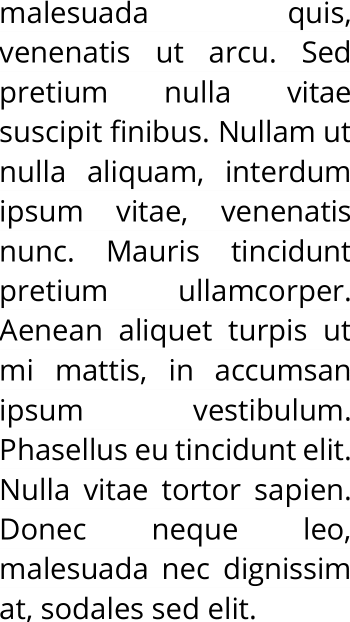 malesuada quis,
venenatis ut arcu. Sed
pretium nulla vitae
suscipit finibus. Nullam ut
nulla aliquam, interdum
ipsum vitae, venenatis
nunc. Mauris tincidunt
pretium ullamcorper.
Aenean aliquet turpis ut
mi mattis, in accumsan
ipsum vestibulum.
Phasellus eu tincidunt elit.
Nulla vitae tortor sapien.
Donec neque leo,
malesuada nec dignissim
at, sodales sed elit.